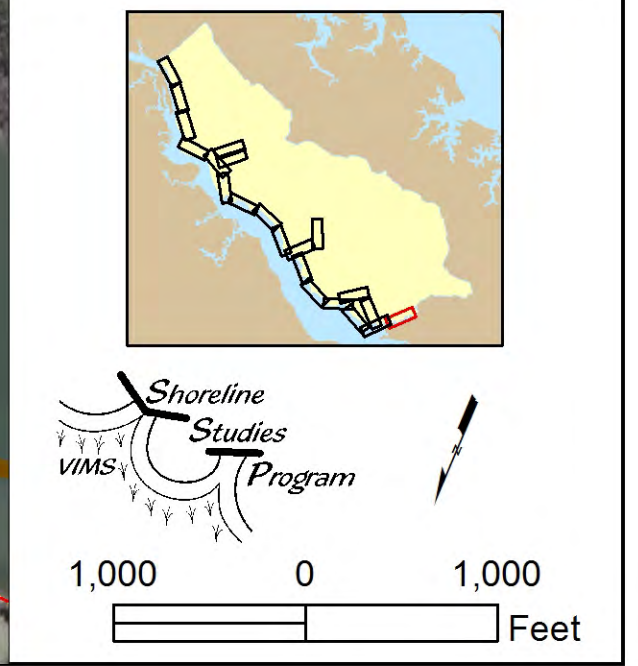 Shoreline
Studies
VIMS
Program
N
1,000 0 1,000
Feet